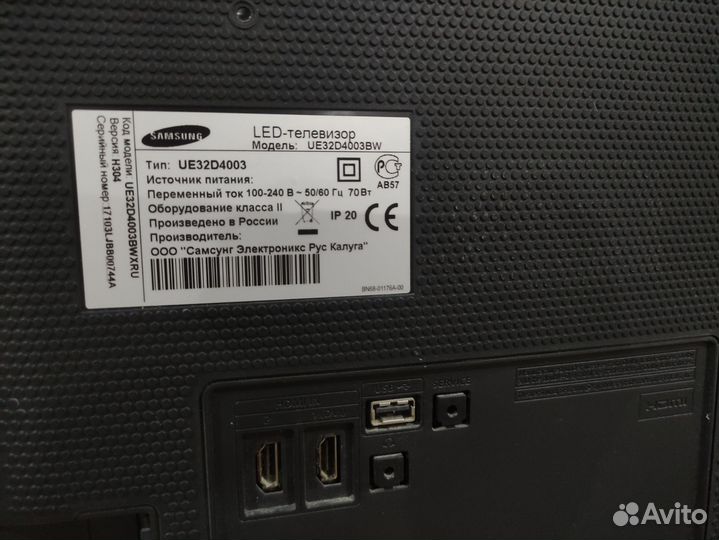 SAMSUNG
LED-телевизор
Модель: UE32D4003BW
Тип: UE32D4003
Источник питания:
Переменный ток 100-240 В ~ 50/60 Гц 70Вт
Оборудование класса II
Произведено в России
Производитель:
ООО "Самсунг Электроникс Рус Калуга"
АВ57
IP 20
CE
BN68-01176A-00
Код модели: UE32D4003BWXRU
Версия: H304
Серийный номер 17103LJB800744A
HDMI IN
SERVICE
Avito